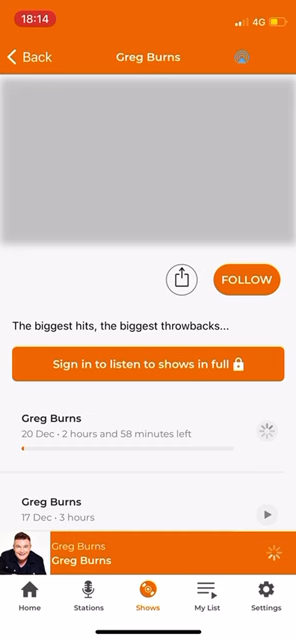 18:14
4G
Back
Greg Burns
FOLLOW
The biggest hits, the biggest throwbacks...
Sign in to listen to shows in full
Greg Burns
20 Dec • 2 hours and 58 minutes left
Greg Burns
17 Dec • 3 hours
Greg Burns
Greg Burns
Home
Stations
Shows
My List
Settings